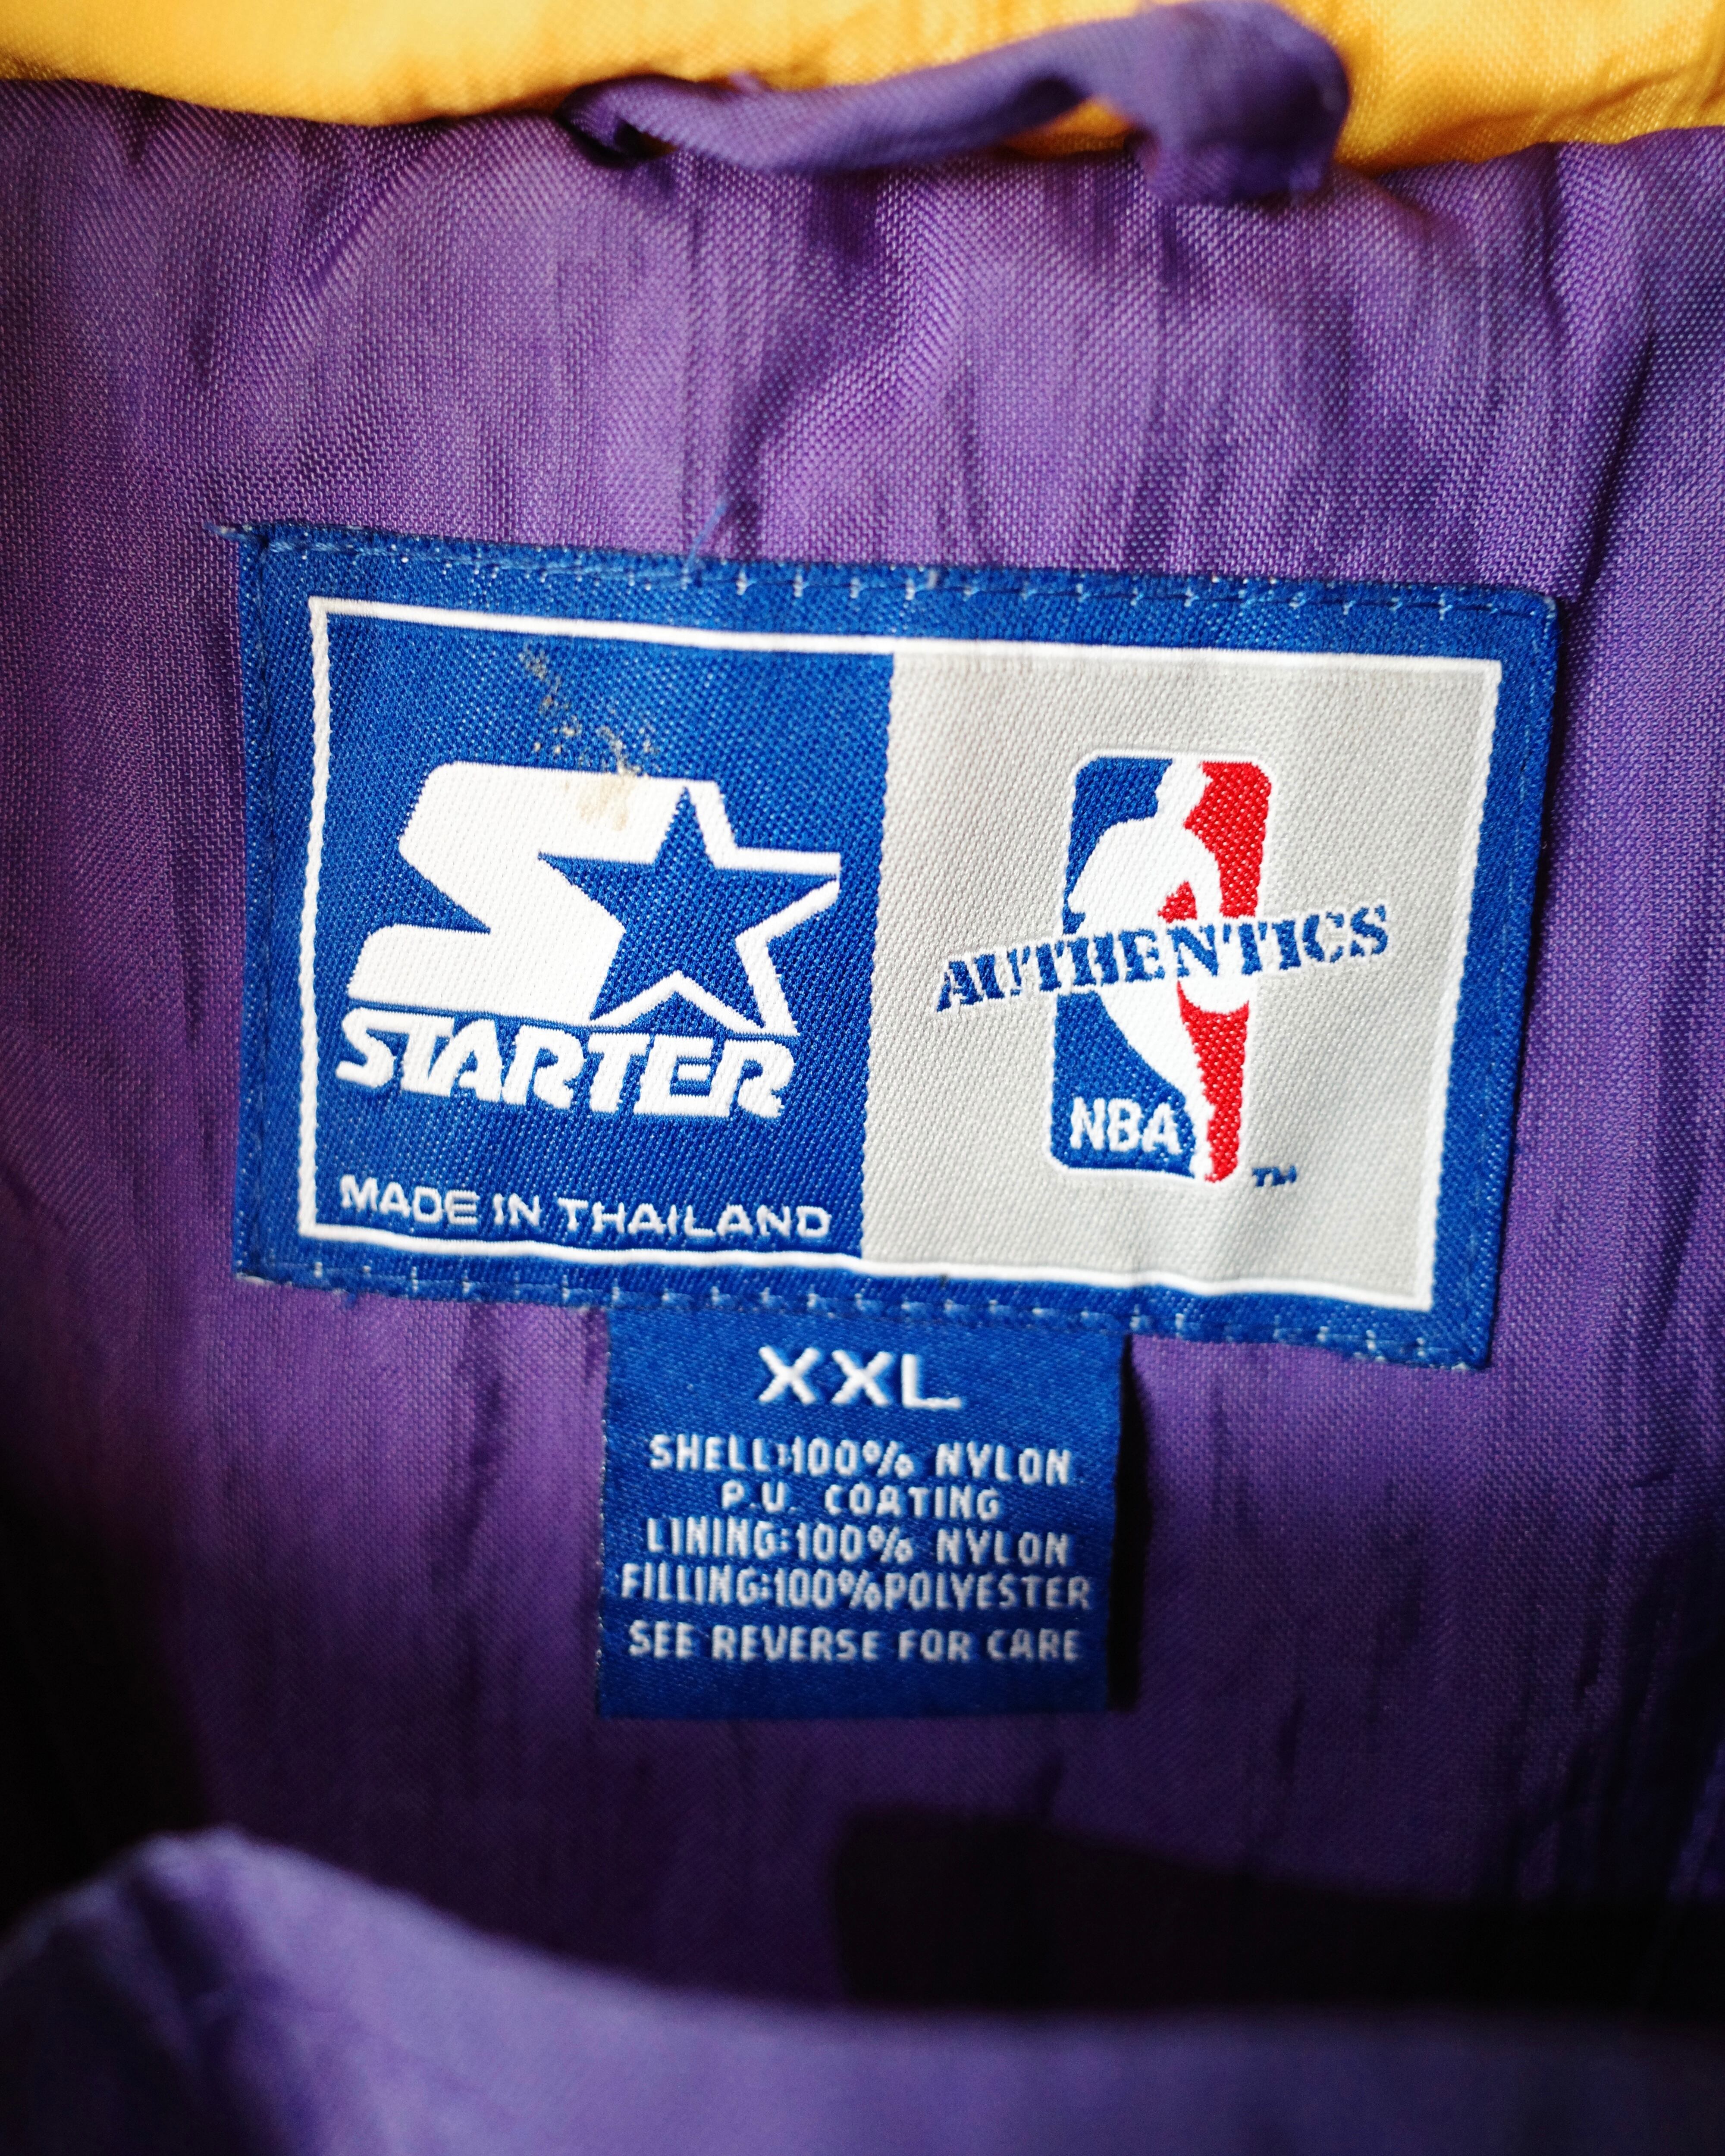 STARTER
MADE IN THAILAND
AUTHENTICS
NBA
™
XXL
SHELL:100% NYLON
P.U. COATING
LINING:100% NYLON
FILLING:100%POLYESTER
SEE REVERSE FOR CARE